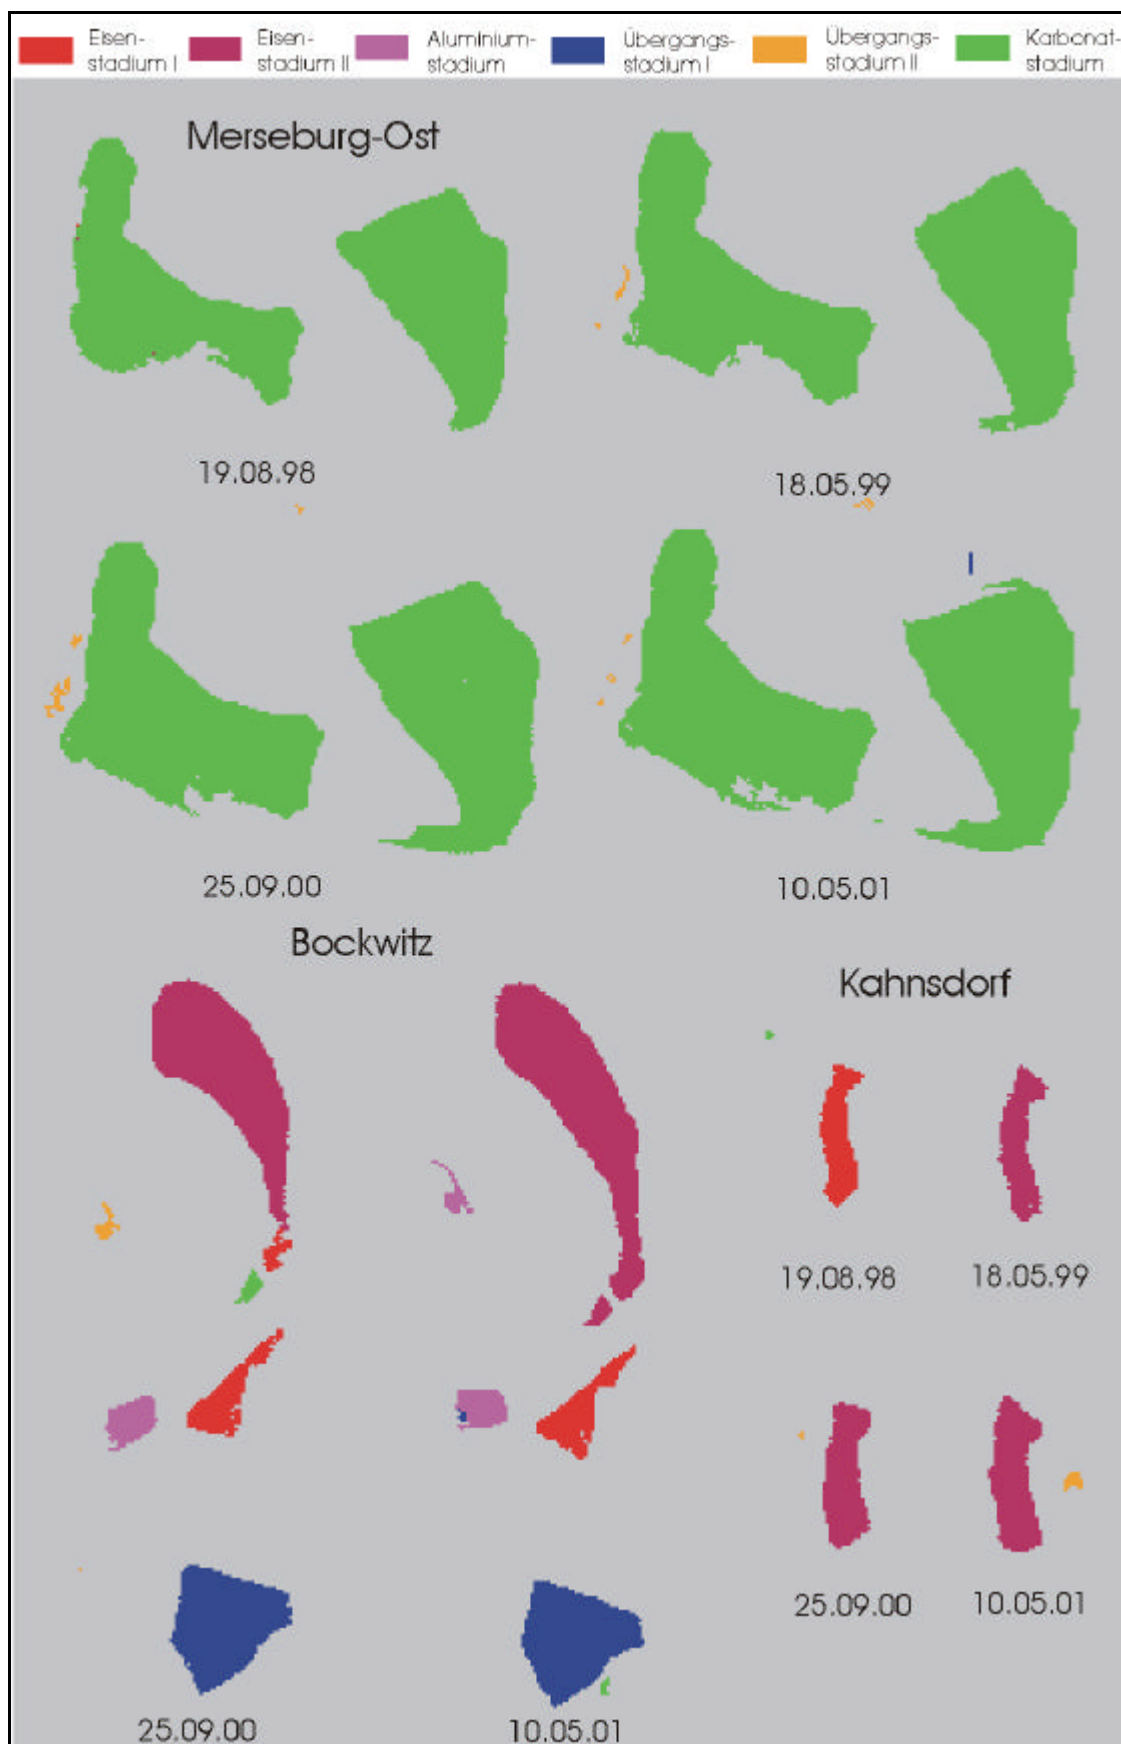 Eisen-
stadium I
Eisen-
stadium II
Aluminium-
stadium
Übergangs-
stadium I
Übergangs-
stadium II
Karbonat-
stadium
Merseburg-Ost
19.08.98
18.05.99
25.09.00
10.05.01
Bockwitz
Kahnsdorf
19.08.98
18.05.99
25.09.00
10.05.01
25.09.00
10.05.01